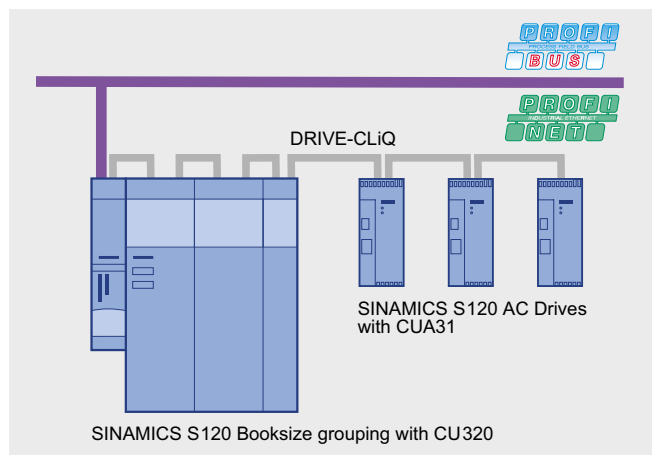 PROFI
PROCESS FIELD BUS
BUS
PROFI
INDUSTRIAL ETHERNET
NET
DRIVE-CLiQ
SINAMICS S120 AC Drives
with CUA31
SINAMICS S120 Booksize grouping with CU320